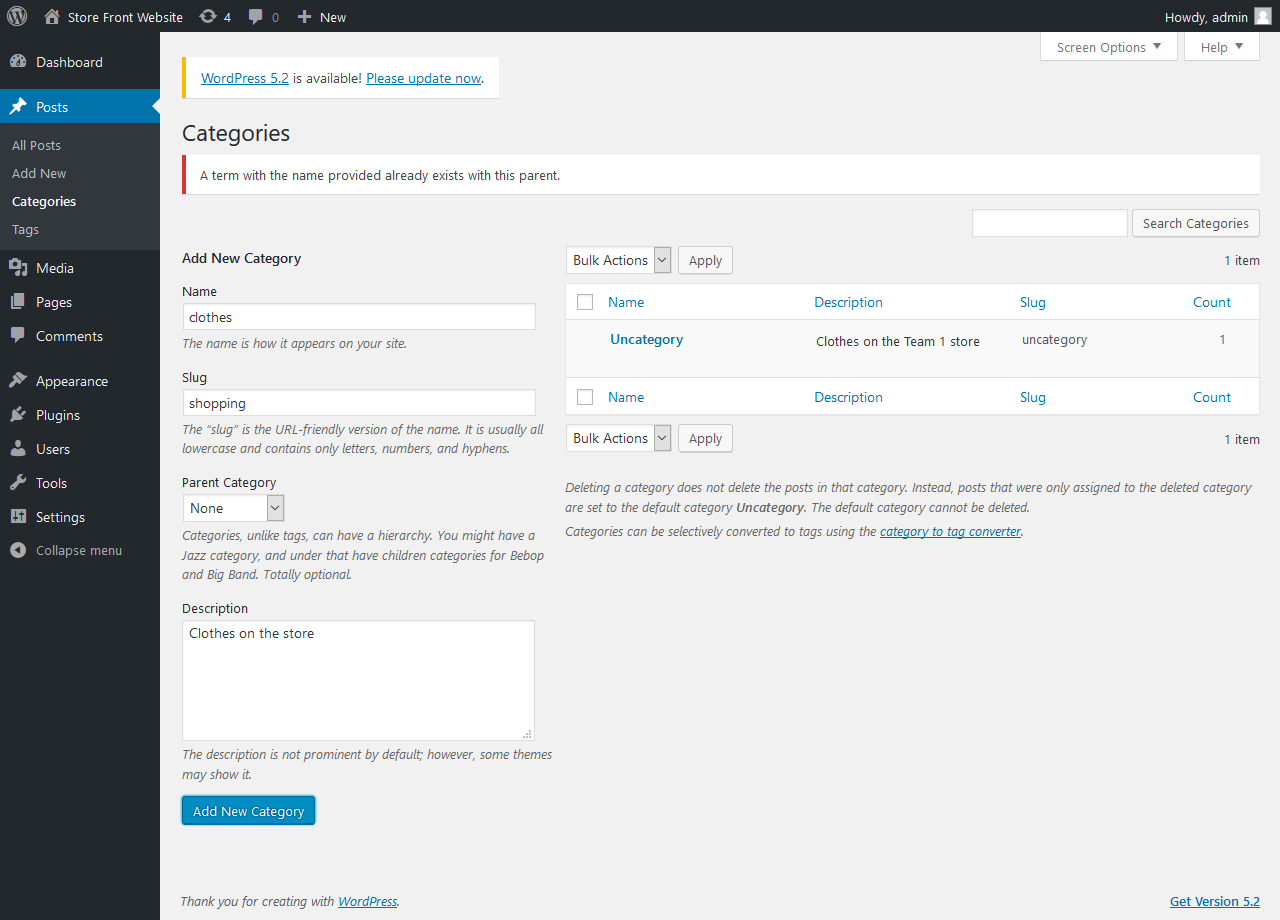 Store Front Website 4 0 New Howdy, admin
Dashboard
Posts
All Posts
Add New
Categories
Tags
Media
Pages
Comments
Appearance
Plugins
Users
Tools
Settings
Collapse menu
Screen Options Help
WordPress 5.2 is available! Please update now.
Categories
A term with the name provided already exists with this parent.
Search Categories
Add New Category
Name
clothes
The name is how it appears on your site.
Slug
shopping
The “slug” is the URL-friendly version of the name. It is usually all
lowercase and contains only letters, numbers, and hyphens.
Parent Category
None
Categories, unlike tags, can have a hierarchy. You might have a
Jazz category, and under that have children categories for Bebop
and Big Band. Totally optional.
Description
Clothes on the store
The description is not prominent by default; however, some themes
may show it.
Add New Category
Bulk Actions Apply 1 item
Name Description Slug Count
Uncategory Clothes on the Team 1 store uncategory 1
Name Description Slug Count
Bulk Actions Apply 1 item
Deleting a category does not delete the posts in that category. Instead, posts that were only assigned to the deleted category
are set to the default category Uncategory. The default category cannot be deleted.
Categories can be selectively converted to tags using the category to tag converter.
Thank you for creating with WordPress. Get Version 5.2